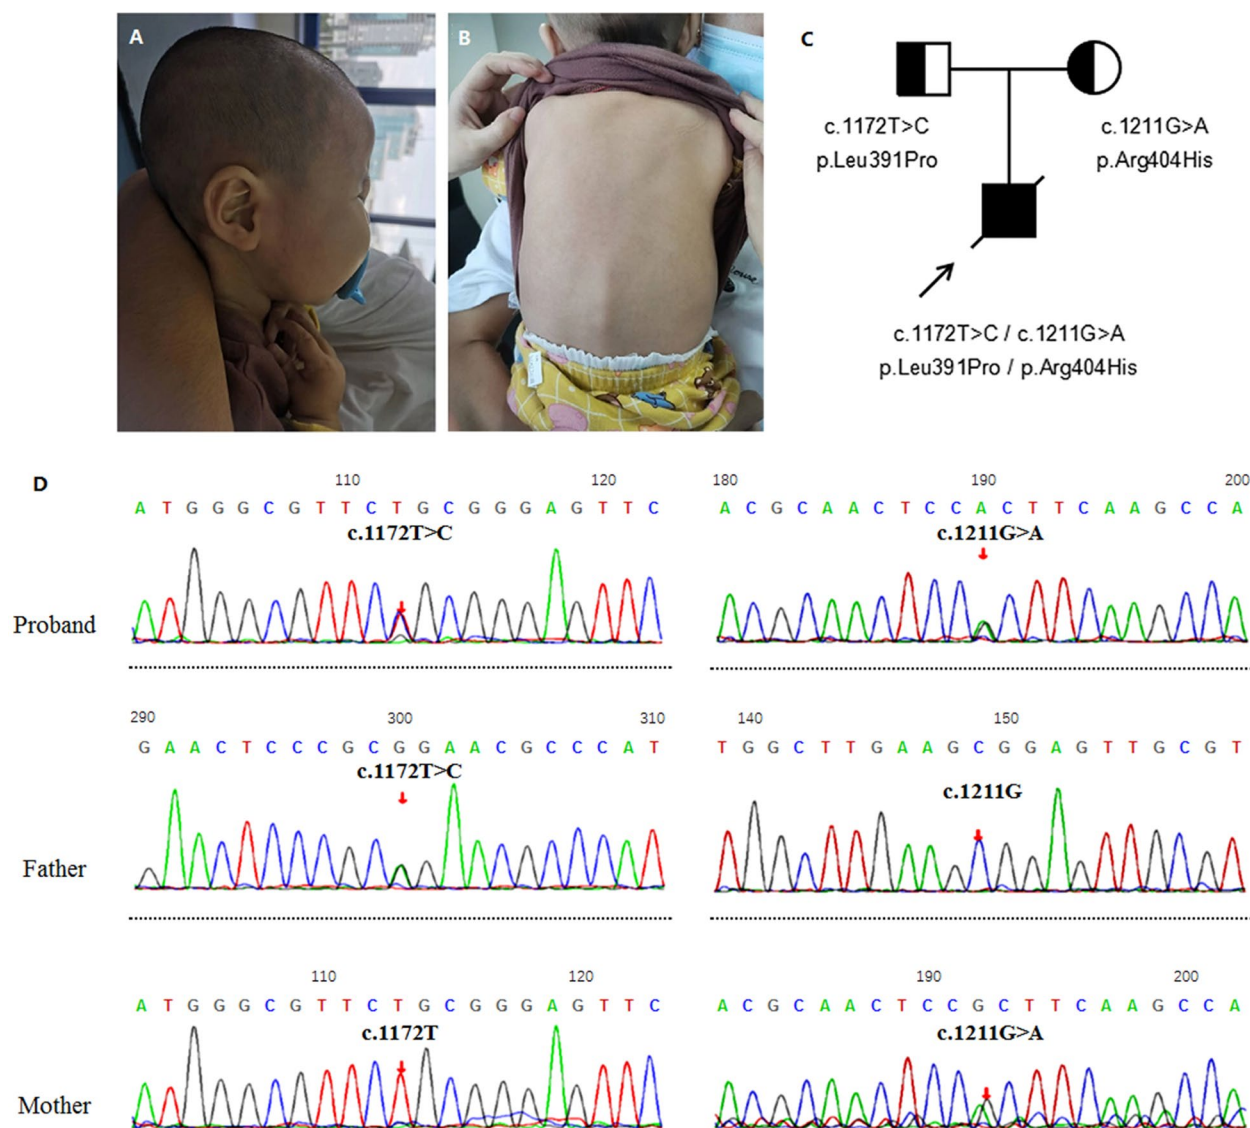 A
B
C
c.1172T>C
p.Leu391Pro
c.1211G>A
p.Arg404His
c.1172T>C / c.1211G>A
p.Leu391Pro / p.Arg404His
D
110 120
A T G G G C G T T C T G C G G G A G T T C
c.1172T>C
180 190 200
A C G C A A C T C C A C T T C A A G C C A
c.1211G>A
Proband
290 300 310
G A A C T C C C G C G G A A C G C C C A T
c.1172T>C
140 150
T G G C T T G A A G C G G A G T T G C G T
c.1211G
Father
110 120
A T G G G C G T T C T G C G G G A G T T C
c.1172T
190 200
A C G C A A C T C C G C T T C A A G C C A
c.1211G>A
Mother